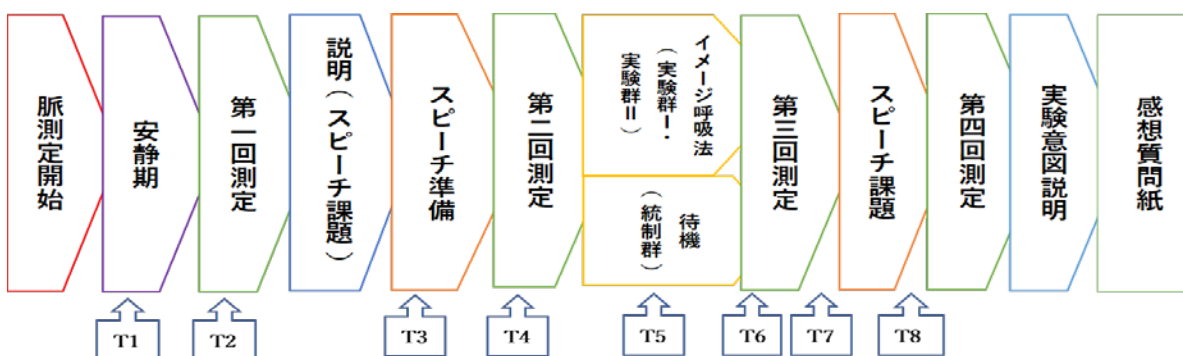 脈測定開始
安静期
第一回測定
説明（スピーチ課題）
スピーチ準備
第二回測定
イメージ呼吸法
（実験群Ⅰ・
実験群Ⅱ）
待機
（統制群）
第三回測定
スピーチ課題
第四回測定
実験意図説明
感想質問紙
T1
T2
T3
T4
T5
T6
T7
T8